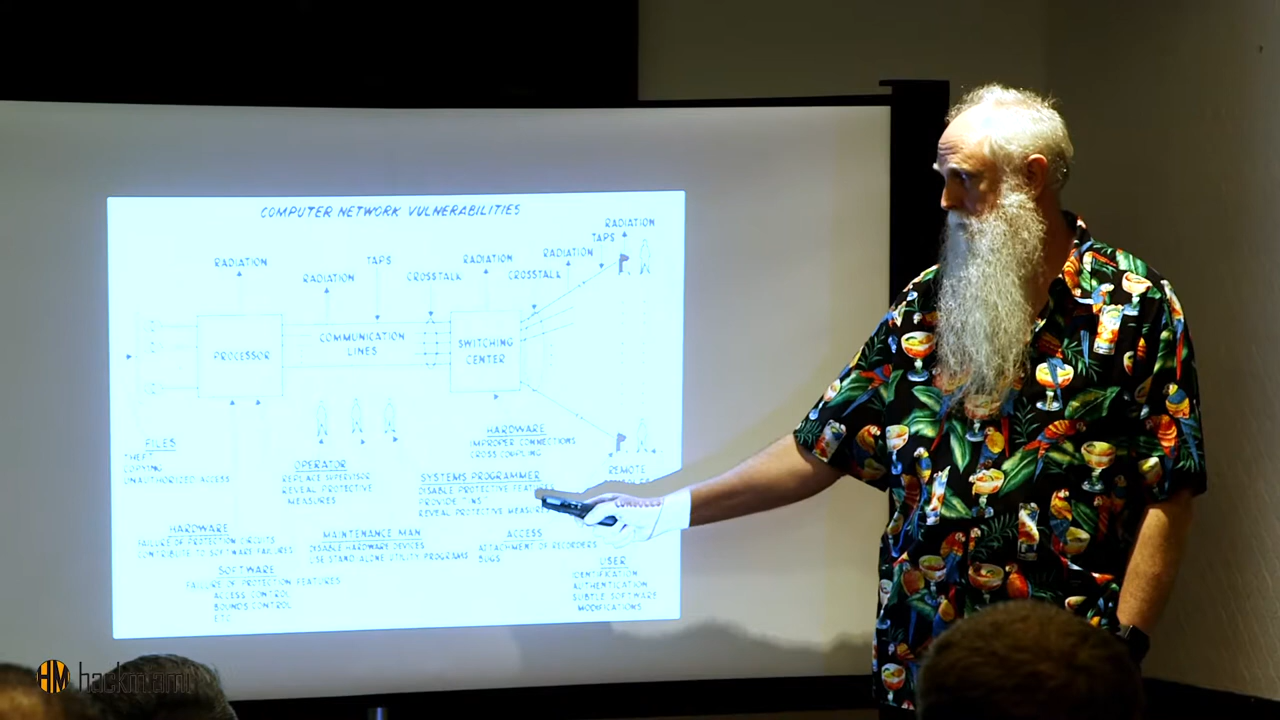 COMPUTER NETWORK VULNERABILITIES
RADIATION
TAPS
RADIATION
TAPS
RADIATION
RADIATION
CROSSTALK
RADIATION
CROSSTALK
COMMUNICATION
LINES
PROCESSOR
SWITCHING
CENTER
FILES
THEFT
COPYING
UNAUTHORIZED ACCESS
OPERATOR
REPLACE SUPERVISOR
REVEAL PROTECTIVE
MEASURES
HARDWARE
IMPROPER CONNECTIONS
CROSS COUPLING
SYSTEMS PROGRAMMER
DISABLE PROTECTIVE FEATURES
PROVIDE
REVEAL PROTECTIVE
REMOTE
HARDWARE
FAILURE OF PROTECTION CIRCUITS
CONTRIBUTE TO SOFTWARE FAILURES
MAINTENANCE MAN
DISABLE HARDWARE DEVICES
USE STAND-ALONE UTILITY PROGRAMS
ACCESS
ATTACHMENT OF RECORDERS
BUGS
SOFTWARE
FAILURE OF PROTECTION FEATURES
ACCESS CONTROL
BOUNDS CONTROL
ETC
USER
IDENTIFICATION
AUTHENTICATION
SUBTLE SOFTWARE
MODIFICATIONS
HM hackmiami